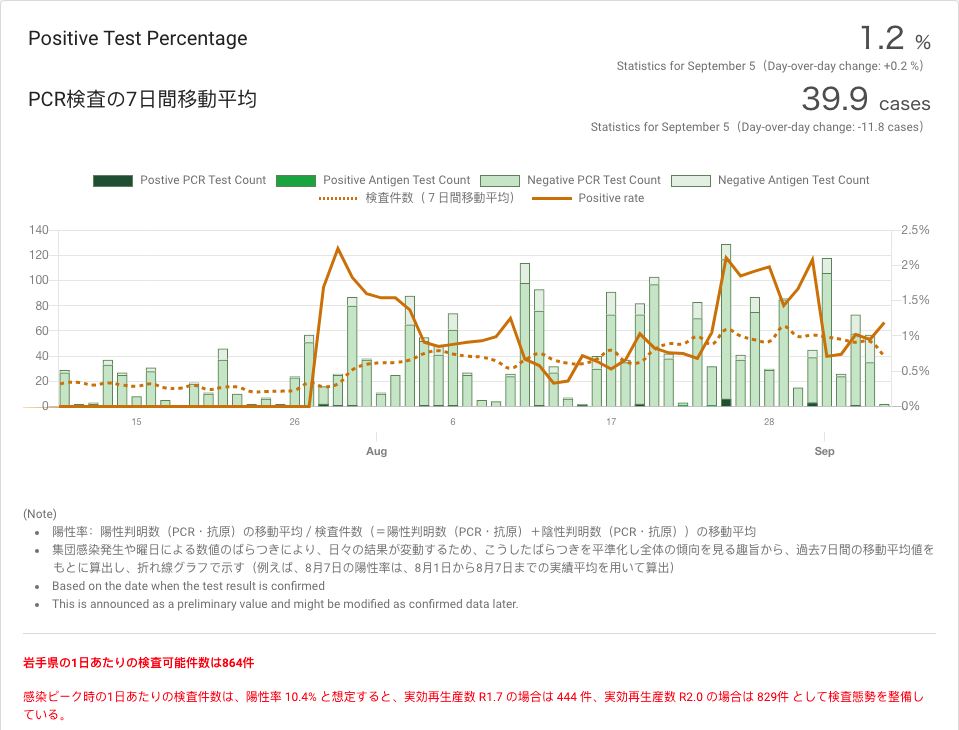 Positive Test Percentage
1.2 %
Statistics for September 5（Day-over-day change: +0.2 %）
PCR検査の7日間移動平均
39.9 cases
Statistics for September 5（Day-over-day change: -11.8 cases）
Postive PCR Test Count Positive Antigen Test Count Negative PCR Test Count Negative Antigen Test Count
検査件数（７日間移動平均） Positive rate
140 2.5%
120 2%
100
80 1.5%
60 1%
40 0.5%
20
0 0%
15 26 6 17 28
Aug Sep
(Note)
• 陽性率：陽性判明数（PCR・抗原）の移動平均 / 検査件数（＝陽性判明数（PCR・抗原）＋陰性判明数（PCR・抗原））の移動平均
• 集団感染発生や曜日による数値のばらつきにより、日々の結果が変動するため、こうしたばらつきを平準化し全体の傾向を見る趣旨から、過去7日間の移動平均値を
もとに算出し、折れ線グラフで示す（例えば、8月7日の陽性率は、8月1日から8月7日までの実績平均を用いて算出）
• Based on the date when the test result is confirmed
• This is announced as a preliminary value and might be modified as confirmed data later.
岩手県の1日あたりの検査可能件数は864件
感染ピーク時の1日あたりの検査件数は、陽性率 10.4% と想定すると、実効再生産数 R1.7 の場合は 444 件、実効再生産数 R2.0 の場合は 829件 として検査態勢を整備し
ている。